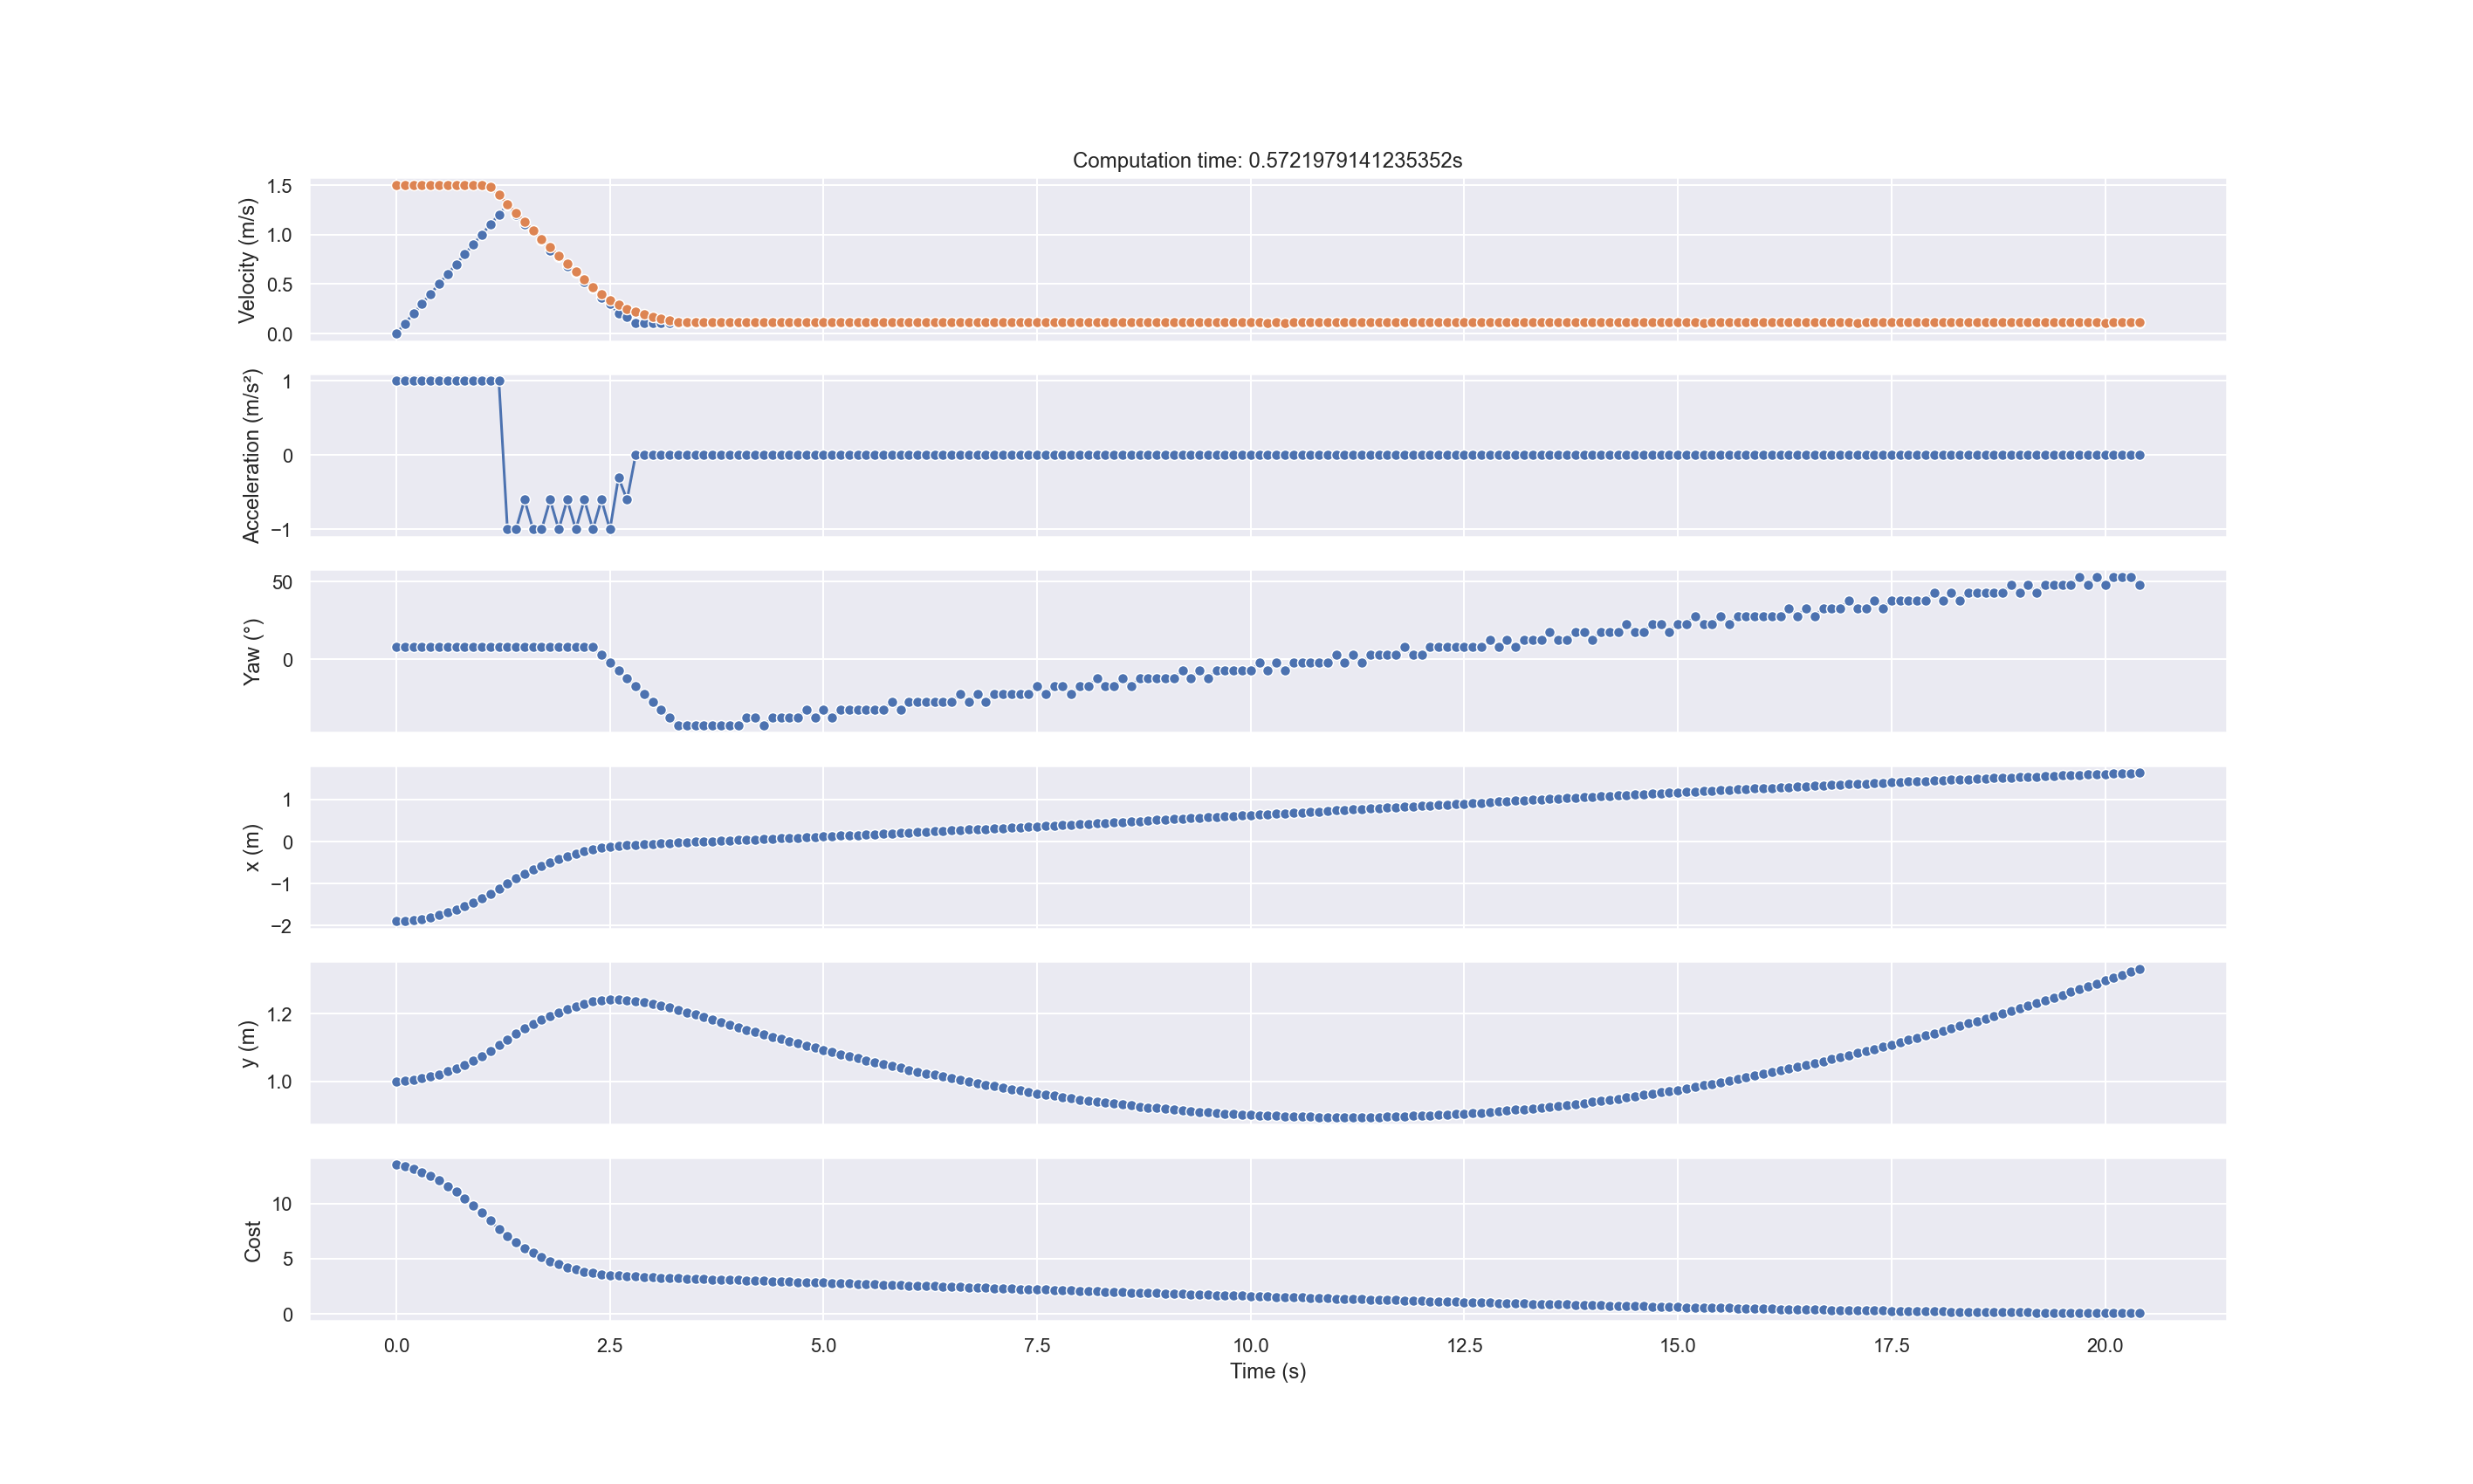 Computation time: 0.5721979141235352s
Velocity (m/s)
1.5
1.0
0.5
0.0
Acceleration (m/s²)
1
0
−1
Yaw (°)
50
0
x (m)
1
0
−1
−2
y (m)
1.2
1.0
Cost
10
5
0
0.0 2.5 5.0 7.5 10.0 12.5 15.0 17.5 20.0
Time (s)